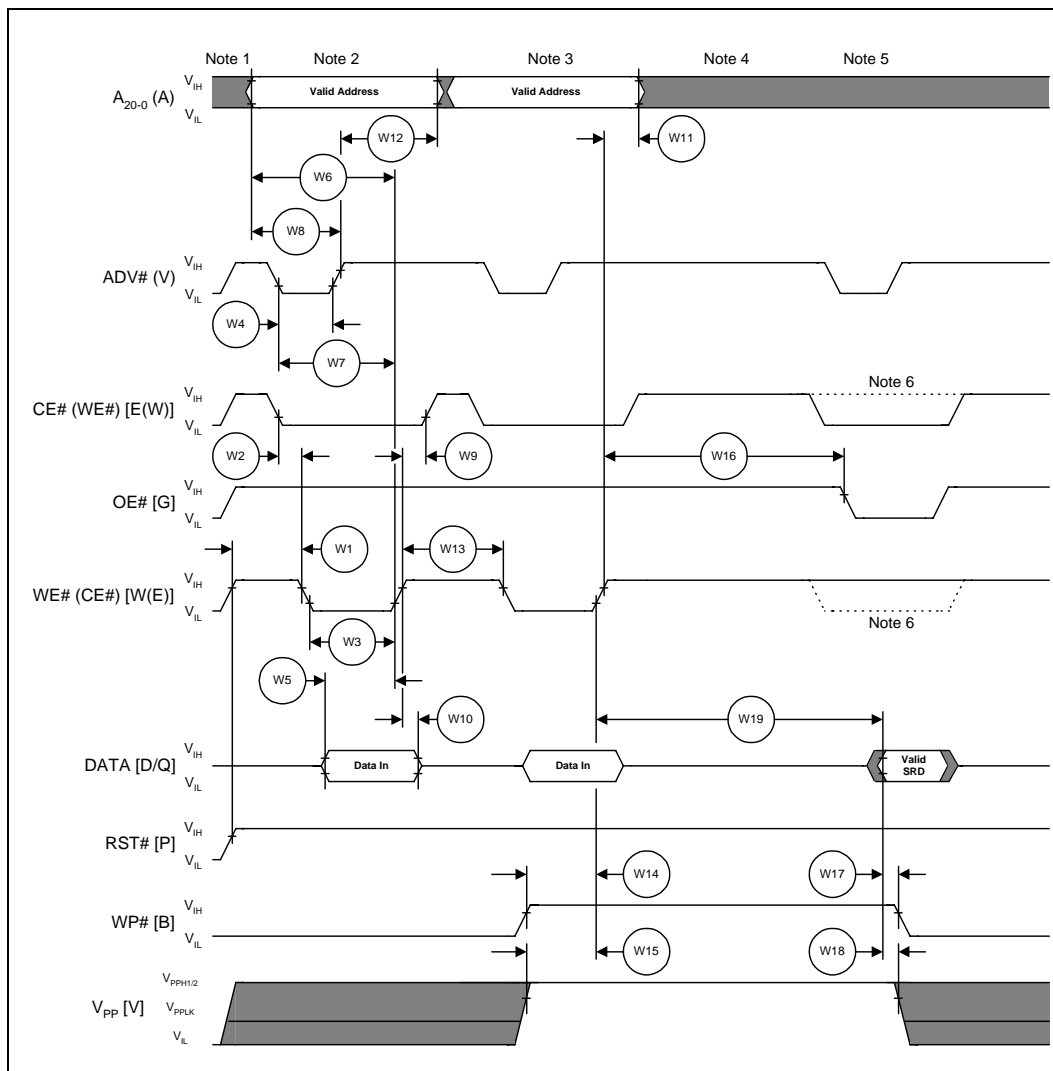 Note 1 Note 2 Note 3 Note 4 Note 5
A20-0 (A) VIH VIL Valid Address Valid Address
W12 W11
W6
W8
ADV# (V) VIH VIL
W4
W7
CE# (WE#) [E(W)] VIH VIL Note 6
W2 W9 W16
OE# [G] VIH VIL
W1 W13
WE# (CE#) [W(E)] VIH VIL Note 6
W3
W5
W10 W19
DATA [D/Q] VIH VIL Data In Data In Valid SRD
RST# [P] VIH VIL
W14 W17
WP# [B] VIH VIL
W15 W18
VPP [V] VPPH1/2 VPPLK VIL